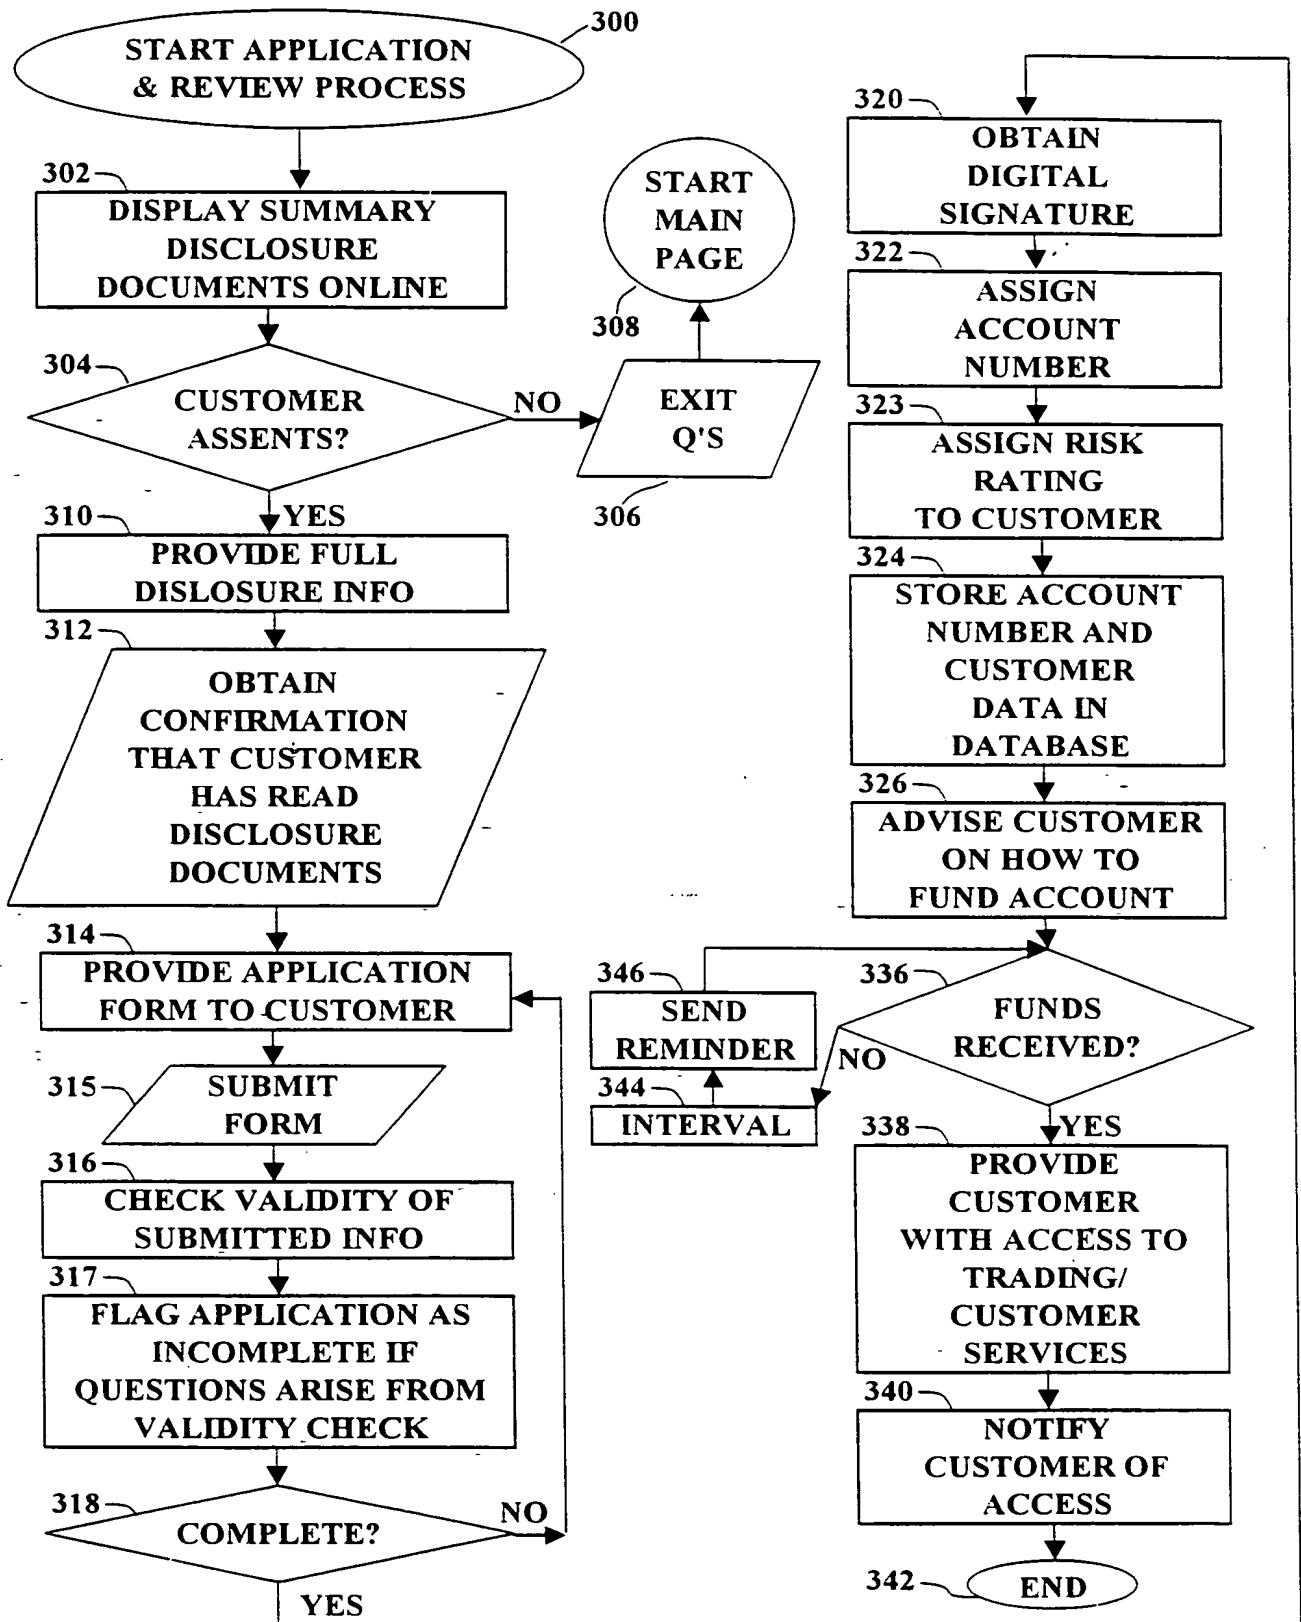 300
START APPLICATION
& REVIEW PROCESS
302
DISPLAY SUMMARY
DISCLOSURE
DOCUMENTS ONLINE
304
CUSTOMER
ASSENTS?
NO
EXIT
Q'S
306
START
MAIN
PAGE
308
YES
310
PROVIDE FULL
DISLOSURE INFO
312
OBTAIN
CONFIRMATION
THAT CUSTOMER
HAS READ
DISCLOSURE
DOCUMENTS
314
PROVIDE APPLICATION
FORM TO CUSTOMER
315
SUBMIT
FORM
316
CHECK VALIDITY OF
SUBMITTED INFO
317
FLAG APPLICATION AS
INCOMPLETE IF
QUESTIONS ARISE FROM
VALIDITY CHECK
318
COMPLETE?
NO
YES
320
OBTAIN
DIGITAL
SIGNATURE
322
ASSIGN
ACCOUNT
NUMBER
323
ASSIGN RISK
RATING
TO CUSTOMER
324
STORE ACCOUNT
NUMBER AND
CUSTOMER
DATA IN
DATABASE
326
ADVISE CUSTOMER
ON HOW TO
FUND ACCOUNT
336
FUNDS
RECEIVED?
NO
344
INTERVAL
346
SEND
REMINDER
YES
338
PROVIDE
CUSTOMER
WITH ACCESS TO
TRADING/
CUSTOMER
SERVICES
340
NOTIFY
CUSTOMER OF
ACCESS
342
END